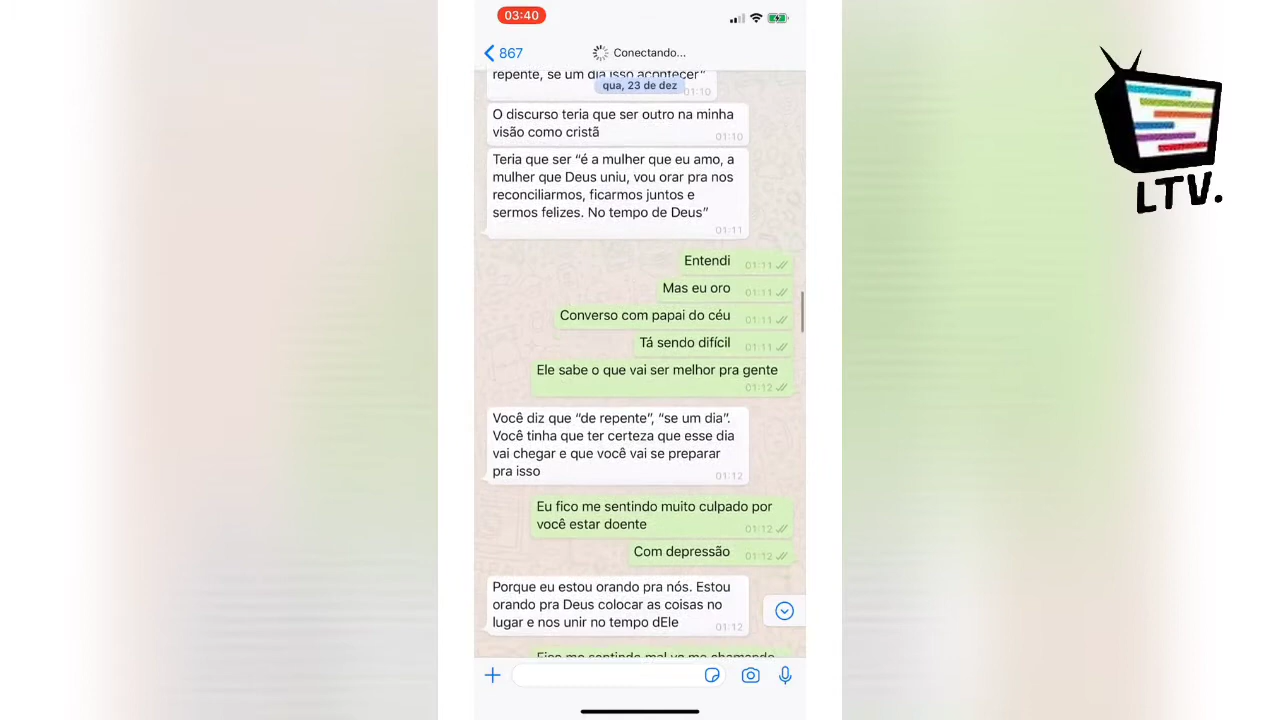 03:40
867
Conectando...
repente, se um dia isso acontecer”
qua, 23 de dez
01:10
O discurso teria que ser outro na minha
visão como cristã
01:10
Teria que ser “é a mulher que eu amo, a
mulher que Deus uniu, vou orar pra nos
reconciliarmos, ficarmos juntos e
sermos felizes. No tempo de Deus”
01:11
Entendi
01:11
Mas eu oro
01:11
Converso com papai do céu
01:11
Tá sendo difícil
01:11
Ele sabe o que vai ser melhor pra gente
01:12
Você diz que “de repente”, “se um dia”.
Você tinha que ter certeza que esse dia
vai chegar e que você vai se preparar
pra isso
01:12
Eu fico me sentindo muito culpado por
você estar doente
01:12
Com depressão
01:12
Porque eu estou orando pra nós. Estou
orando pra Deus colocar as coisas no
lugar e nos unir no tempo dEle
01:12
Fico me sentindo mal
LTV.